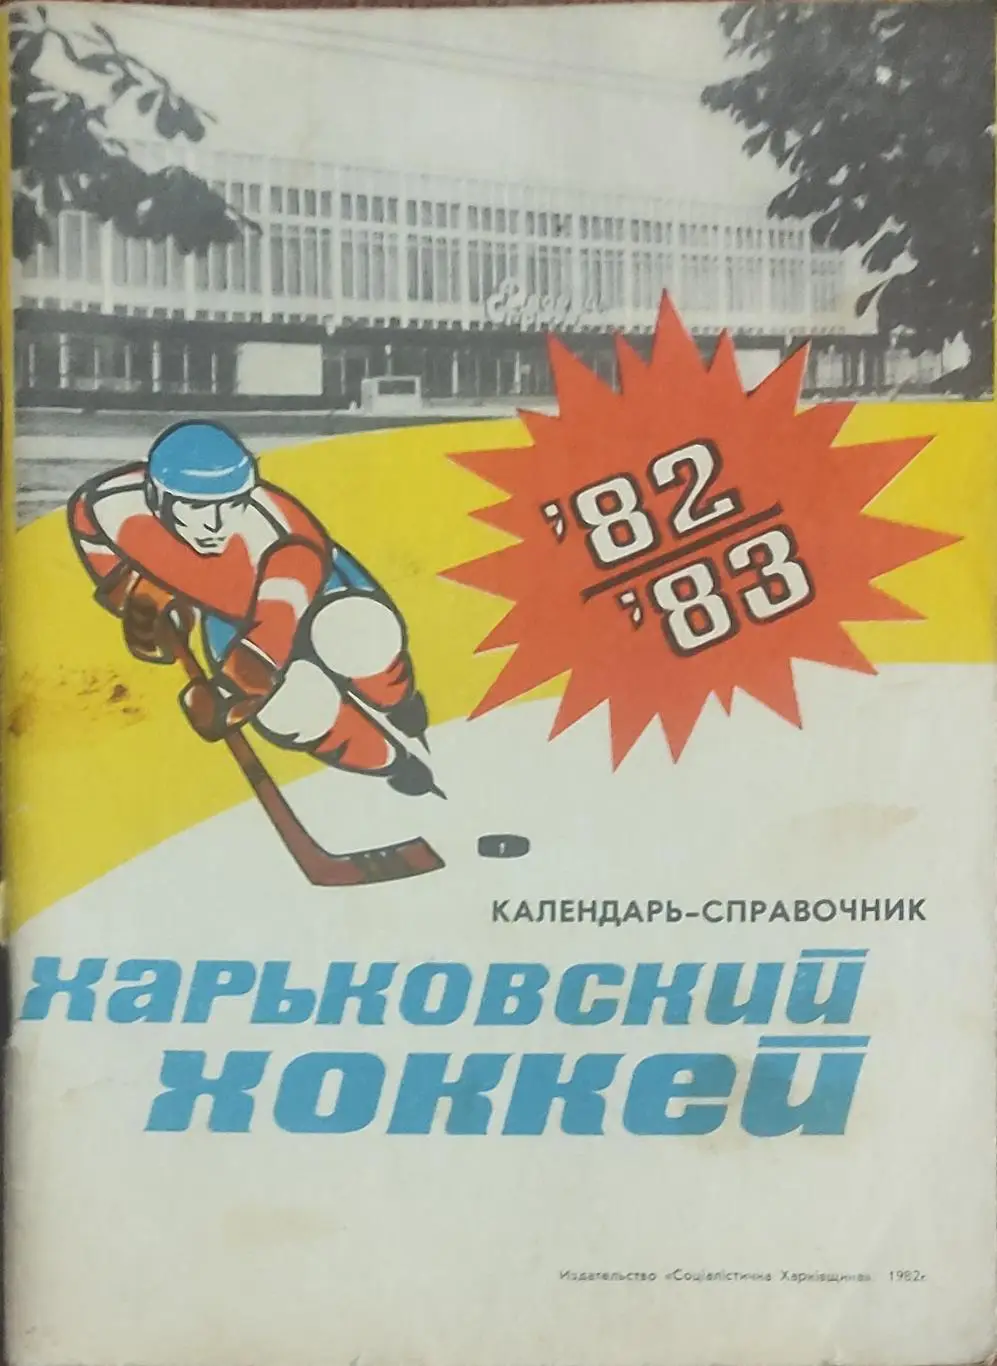 '82
'83
КАЛЕНДАРЬ-СПРАВОЧНИК
ХАРЬКОВСКИЙ
ХОККЕЙ
Издательство «Соціалістична Харківщина» 1982г.